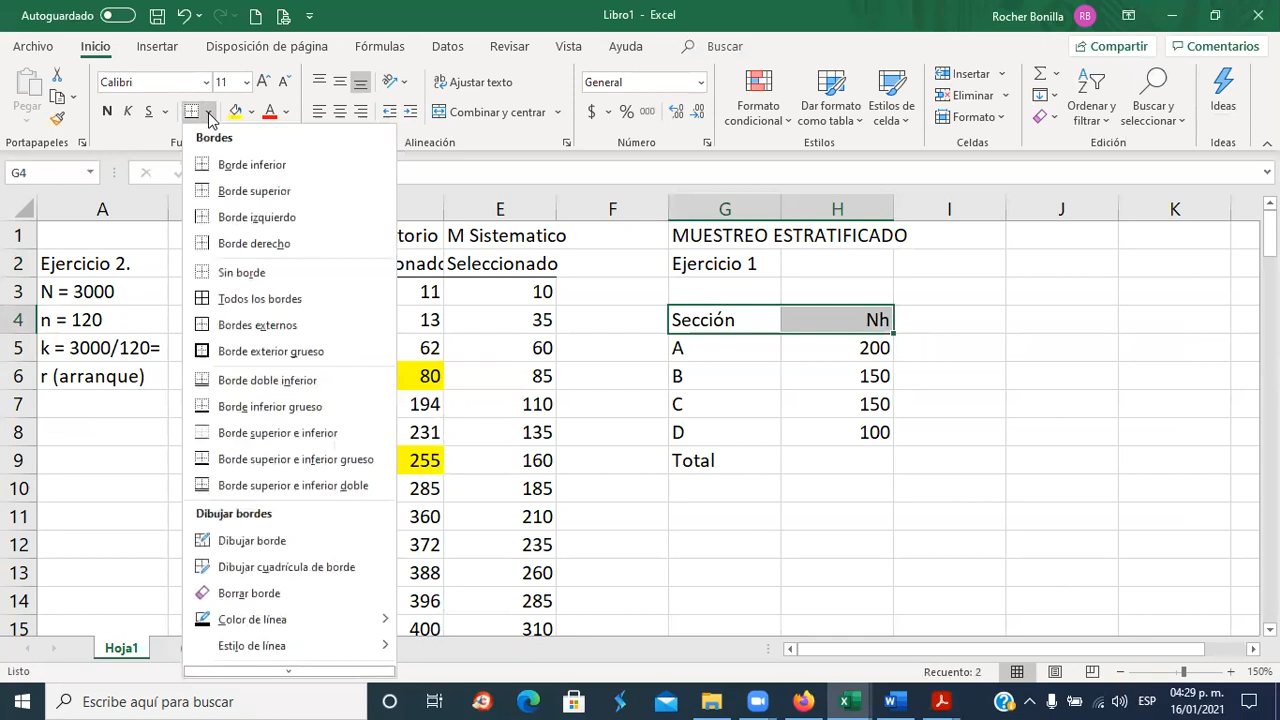 Autoguardado
Libro1 - Excel
Rocher Bonilla RB
Archivo Inicio Insertar Disposición de página Fórmulas Datos Revisar Vista Ayuda Buscar Compartir Comentarios
Pegar
Calibri 11
N K S
Ajustar texto
Combinar y centrar
General
$ % 000
Formato condicional
Dar formato como tabla
Estilos de celda
Insertar
Eliminar
Formato
Ordenar y filtrar
Buscar y seleccionar
Ideas
Portapapeles Fu Alineación Número Estilos Celdas Edición Ideas
G4
Bordes
Borde inferior
Borde superior
Borde izquierdo
Borde derecho
Sin borde
Todos los bordes
Bordes externos
Borde exterior grueso
Borde doble inferior
Borde inferior grueso
Borde superior e inferior
Borde superior e inferior grueso
Borde superior e inferior doble
Dibujar bordes
Dibujar borde
Dibujar cuadrícula de borde
Borrar borde
Color de línea
Estilo de línea
A E F G H I J K
1 torio M Sistematico MUESTREO ESTRATIFICADO
2 Ejercicio 2. onado Seleccionado Ejercicio 1
3 N = 3000 11 10
4 n = 120 13 35 Sección Nh
5 k = 3000/120= 62 60 A 200
6 r (arranque) 80 85 B 150
7 194 110 C 150
8 231 135 D 100
9 255 160 Total
10 285 185
11 360 210
12 372 235
13 388 260
14 396 285
15 400 310
Hoja1
Listo Recuento: 2 150%
Escribe aquí para buscar
ESP
04:29 p. m.
16/01/2021